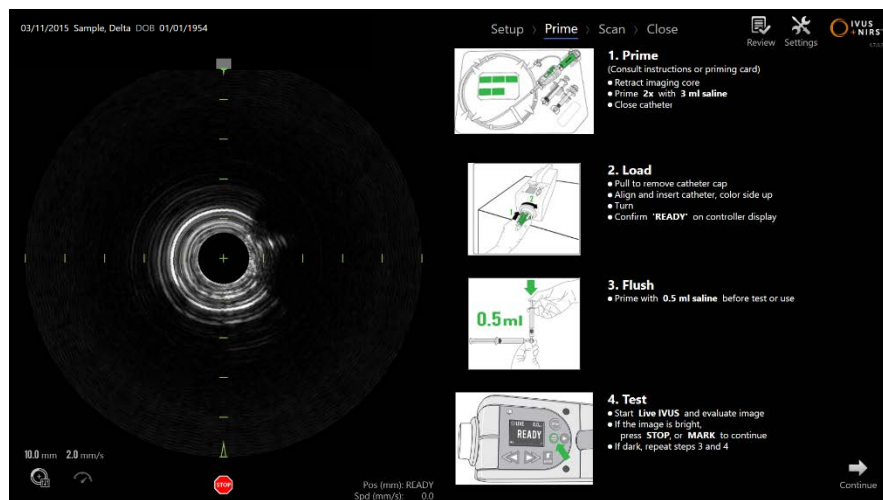 03/11/2015 Sample, Delta DOB 01/01/1954
Setup > Prime > Scan > Close
Review
Settings
IVUS
+NIRS
1. Prime
(Consult instructions or priming card)
• Retract imaging core
• Prime 2x with 3 ml saline
• Close catheter
2. Load
• Pull to remove catheter cap
• Align and insert catheter, color side up
• Turn
• Confirm 'READY' on controller display
1
2
3. Flush
• Prime with 0.5 ml saline before test or use
0.5ml
4. Test
• Start Live IVUS and evaluate image
• If the image is bright,
press STOP, or MARK to continue
• If dark, repeat steps 3 and 4
LIVE 0.0
READY
10.0 mm 2.0 mm/s
STOP
Pos (mm): READY
Spd (mm/s): 0.0
Continue